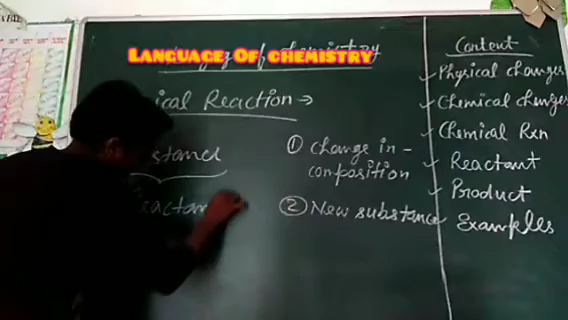 LANGUAGE OF CHEMISTRY
ical Reaction →
stance
Reactan
① change in -
composition
② New substance
Content
✓ Physical changes
✓ Chemical changes
✓ Chemical Rxn
✓ Reactant
✓ Product
✓ Examples